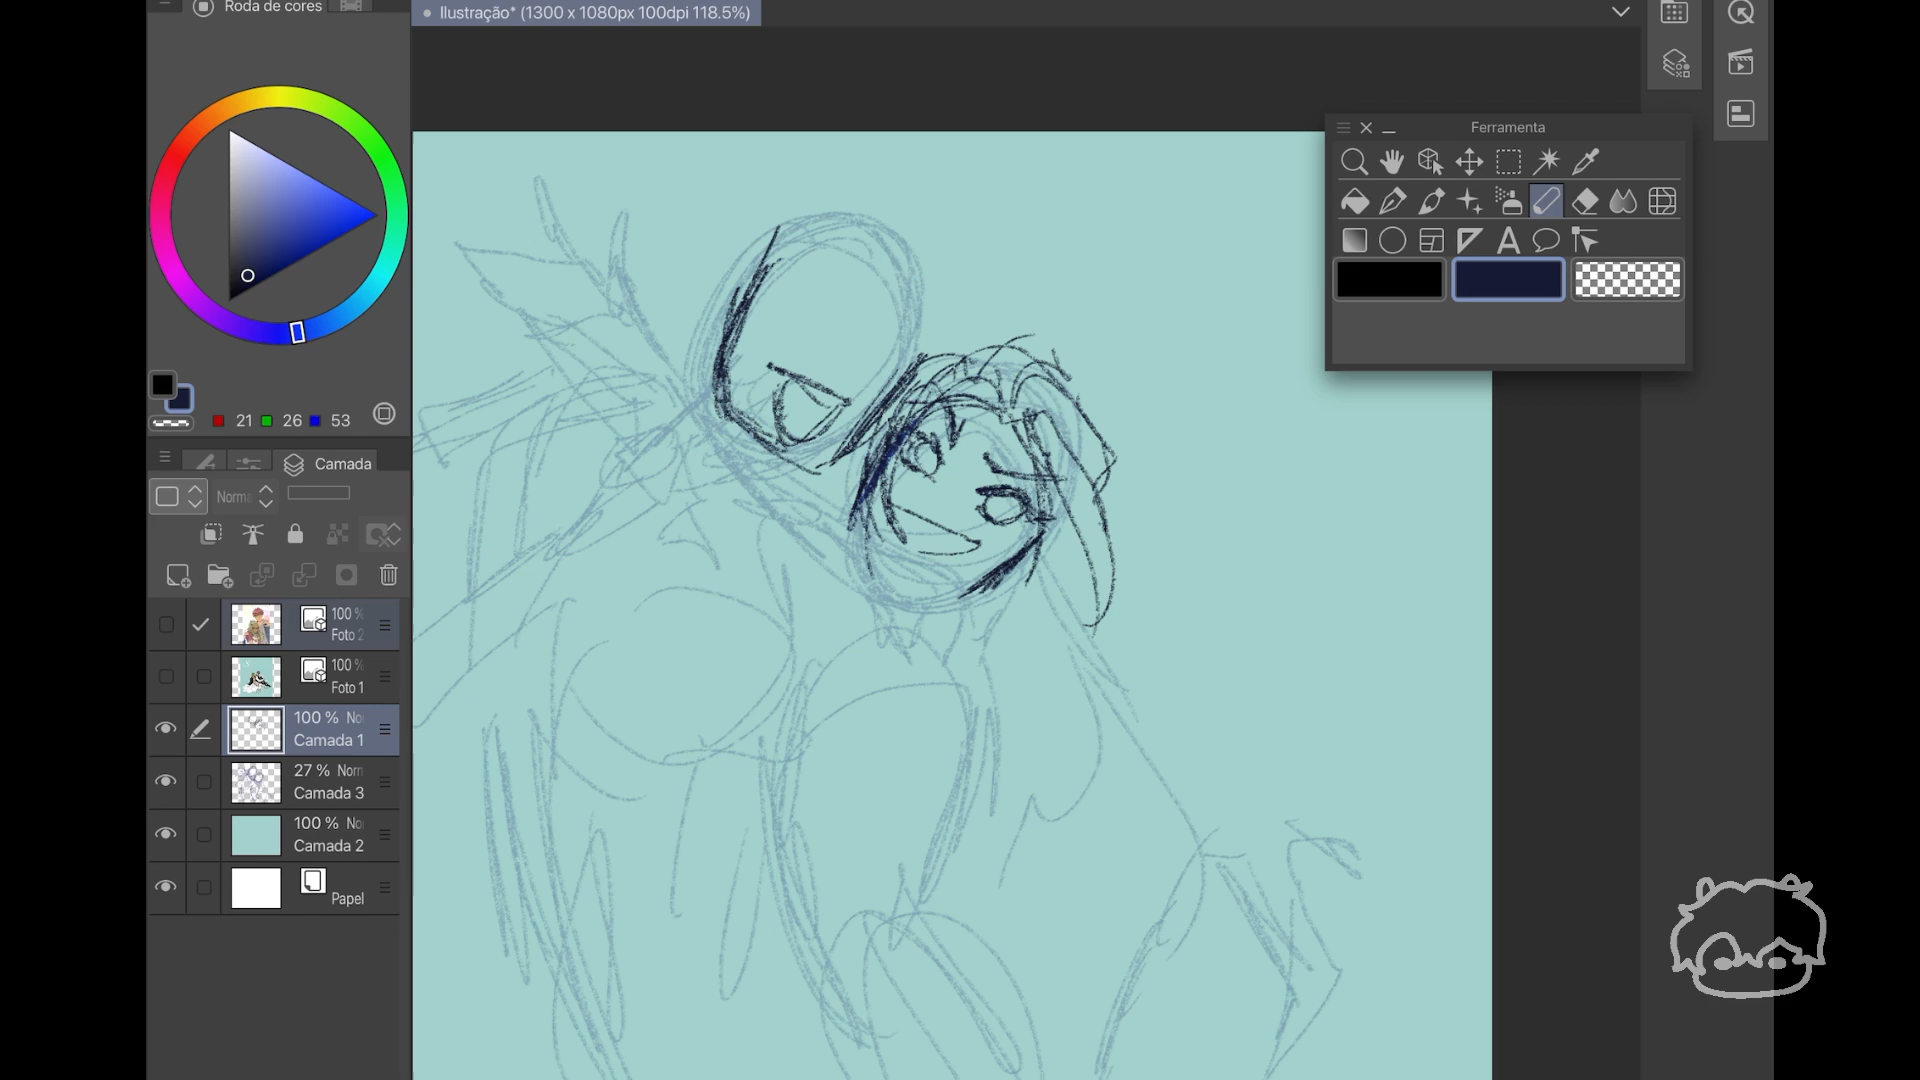 Roda de cores
Ilustração* (1300 x 1080px 100dpi 118.5%)
Ferramenta
A
21 26 53
Camada
Norma
100 %
Foto 2
100 %
Foto 1
100 % No
Camada 1
27 % Norm
Camada 3
100 % No
Camada 2
Papel